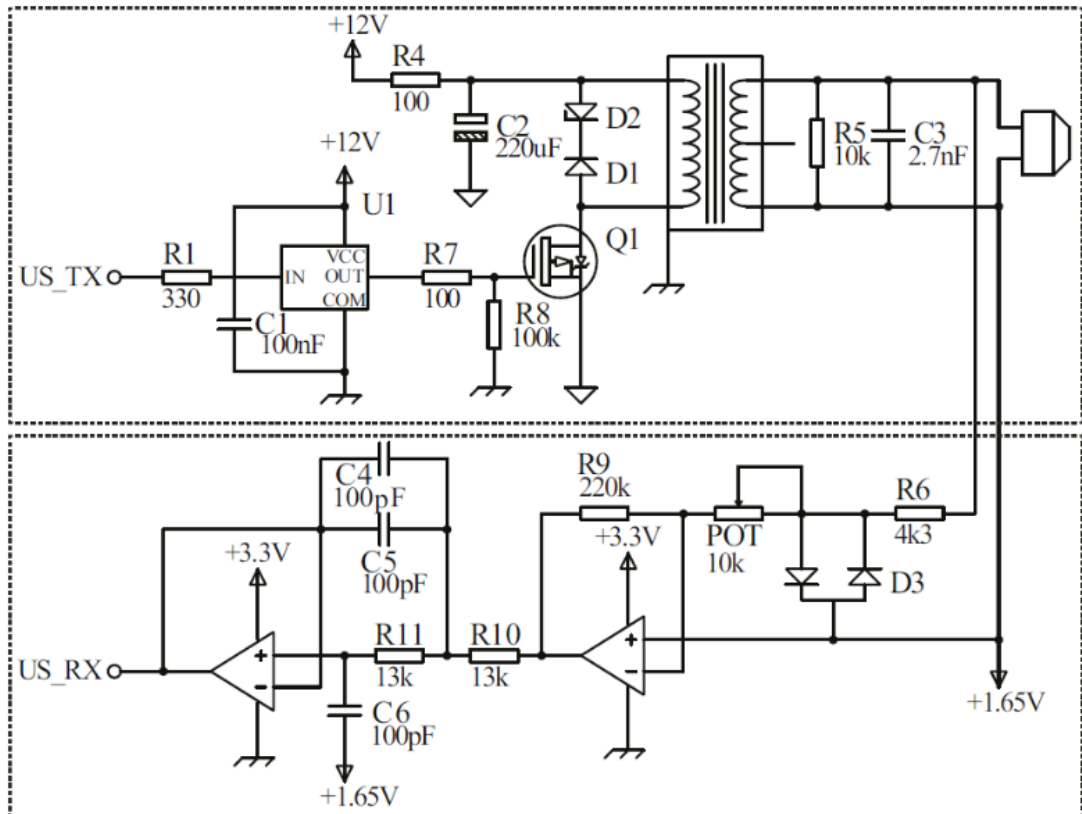 +12V
R4
100
C2
220uF
D2
D1
R5
10k
C3
2.7nF
+12V
U1
Q1
R1
US_TX
330
VCC
IN OUT
COM
R7
100
C1
100nF
R8
100k
C4
100pF
R9
220k
R6
4k3
POT
10k
+3.3V
C5
100pF
+3.3V
D3
R11
13k
R10
13k
+
-
+
-
US_RX
C6
100pF
+1.65V
+1.65V